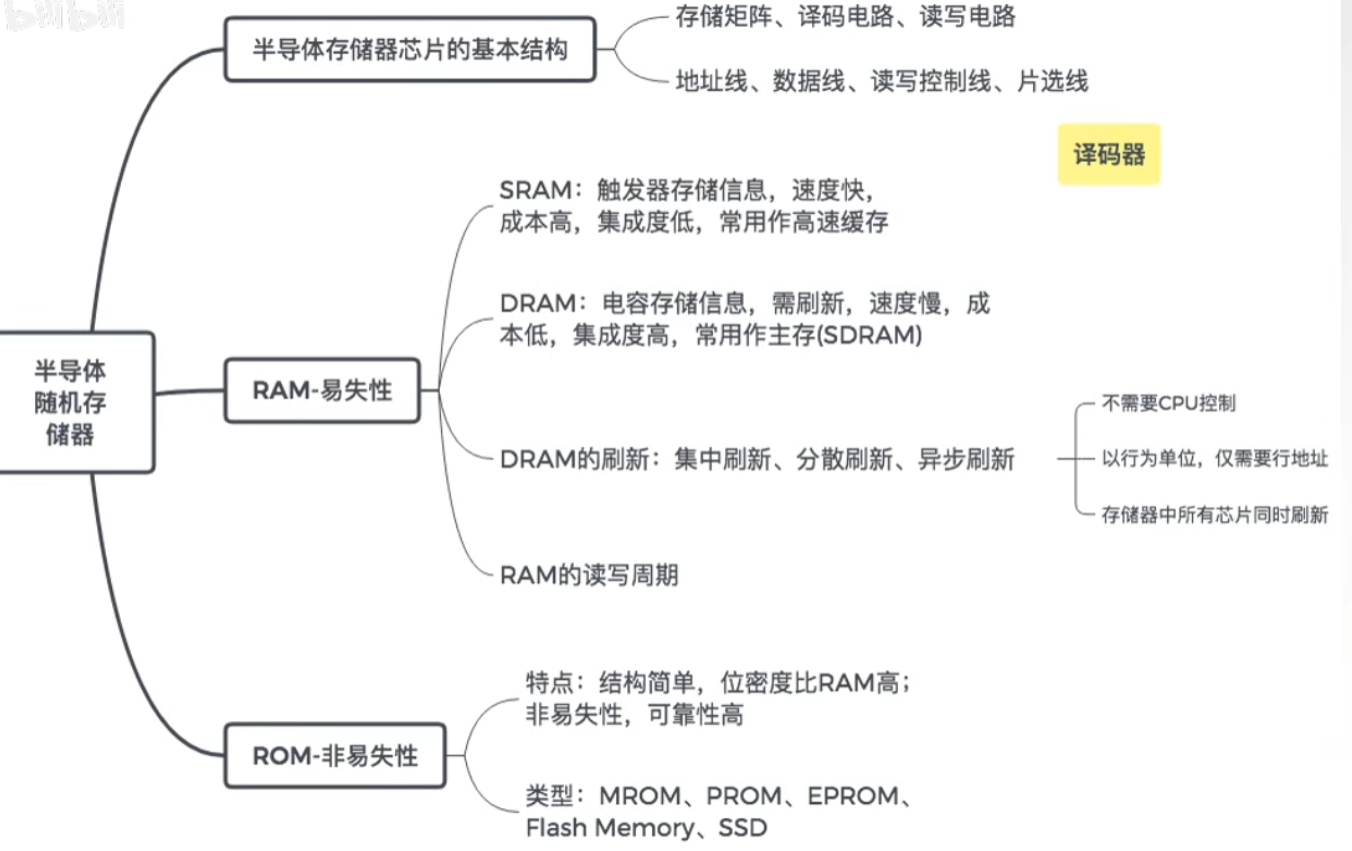 半导体存储器芯片的基本结构
存储矩阵、译码电路、读写电路
地址线、数据线、读写控制线、片选线
译码器
半导体
随机存
储器
RAM-易失性
SRAM：触发器存储信息，速度快，
成本高，集成度低，常用作高速缓存
DRAM：电容存储信息，需刷新，速度慢，成
本低，集成度高，常用作主存(SDRAM)
DRAM的刷新：集中刷新、分散刷新、异步刷新
不需要CPU控制
以行为单位，仅需要行地址
存储器中所有芯片同时刷新
RAM的读写周期
ROM-非易失性
特点：结构简单，位密度比RAM高；
非易失性，可靠性高
类型：MROM、PROM、EPROM、
Flash Memory、SSD